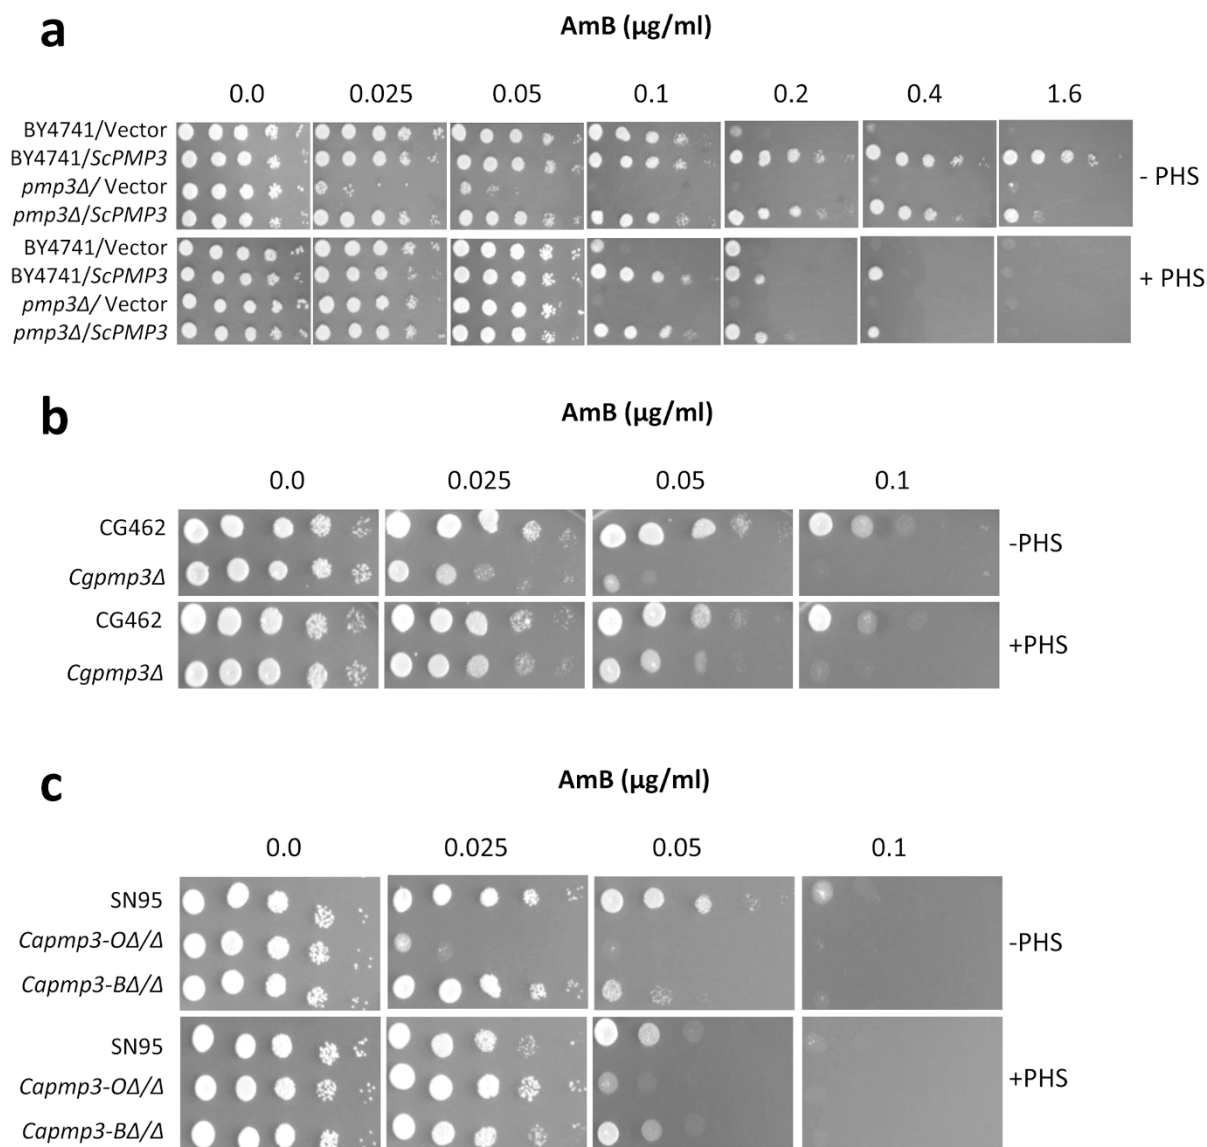 a
AmB (µg/ml)
0.0 0.025 0.05 0.1 0.2 0.4 1.6
BY4741/Vector
BY4741/ScPMP3
pmp3Δ/ Vector
pmp3Δ/ScPMP3
- PHS
BY4741/Vector
BY4741/ScPMP3
pmp3Δ/ Vector
pmp3Δ/ScPMP3
+ PHS
b
AmB (µg/ml)
0.0 0.025 0.05 0.1
CG462
Cgpmp3Δ
-PHS
CG462
Cgpmp3Δ
+PHS
c
AmB (µg/ml)
0.0 0.025 0.05 0.1
SN95
Capmp3-OΔ/Δ
Capmp3-BΔ/Δ
-PHS
SN95
Capmp3-OΔ/Δ
Capmp3-BΔ/Δ
+PHS